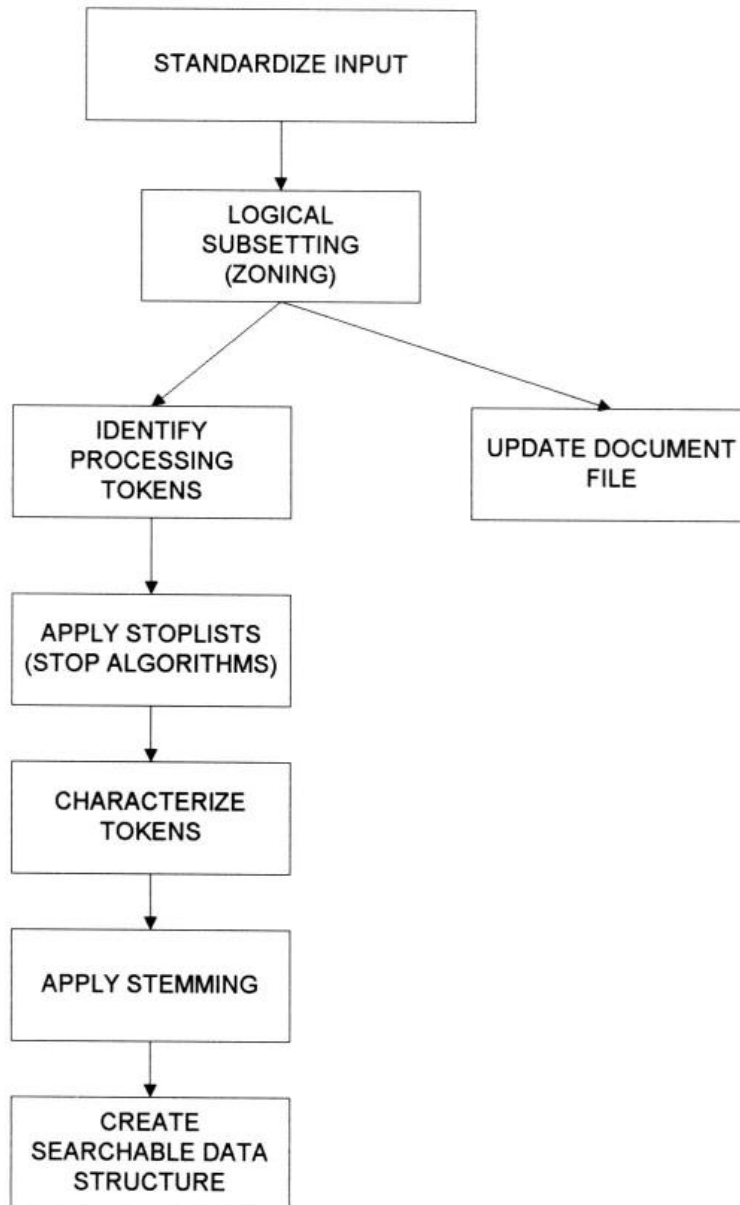 STANDARDIZE INPUT
LOGICAL
SUBSETTING
(ZONING)
IDENTIFY
PROCESSING
TOKENS
UPDATE DOCUMENT
FILE
APPLY STOPLISTS
(STOP ALGORITHMS)
CHARACTERIZE
TOKENS
APPLY STEMMING
CREATE
SEARCHABLE DATA
STRUCTURE